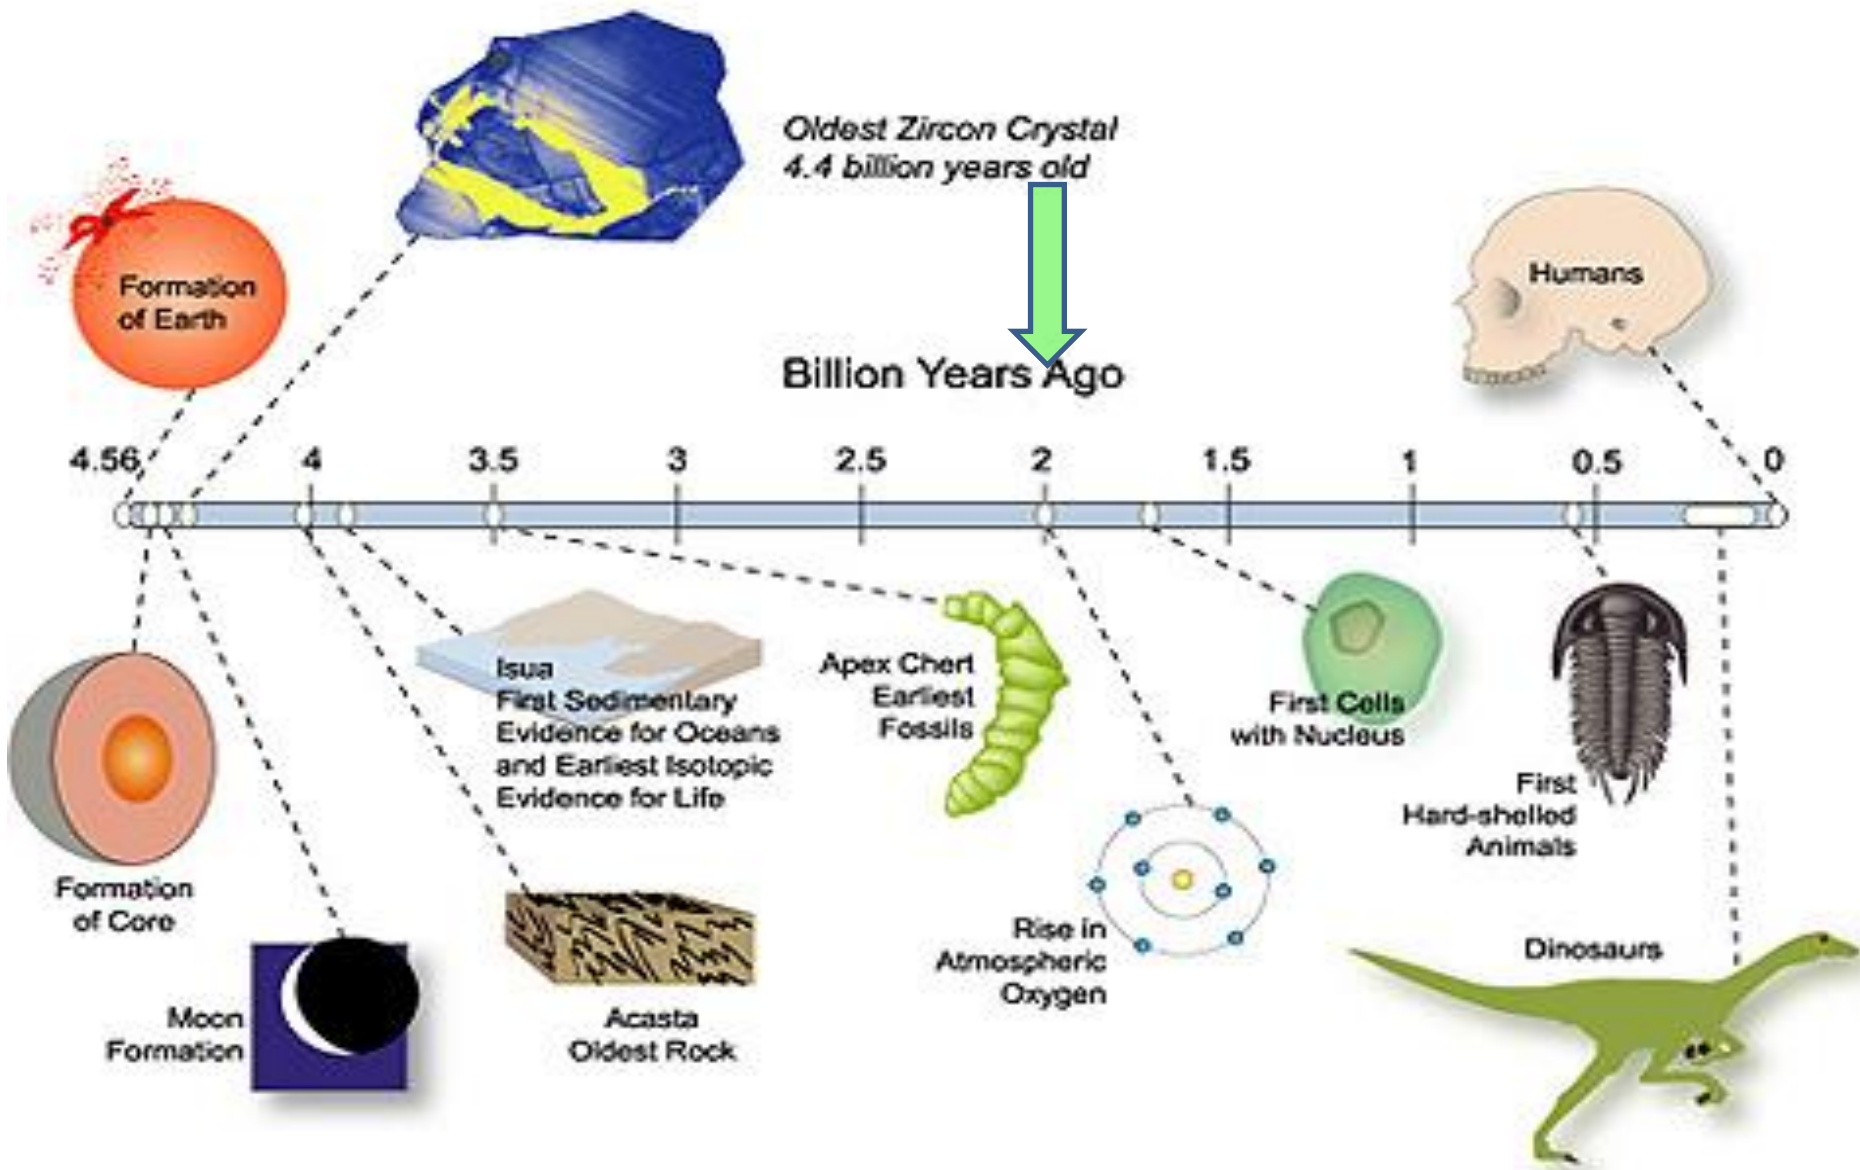 Oldest Zircon Crystal
4.4 billion years old
Formation
of Earth
Humans
Billion Years Ago
4.56
4
3.5
3
2.5
2
1.5
1
0.5
0
Isua
First Sedimentary
Evidence for Oceans
and Earliest Isotopic
Evidence for Life
Apex Chert
Earliest
Fossils
First Cells
with Nucleus
First
Hard-shelled
Animals
Formation
of Core
Rise in
Atmospheric
Oxygen
Dinosaurs
Moon
Formation
Acasta
Oldest Rock